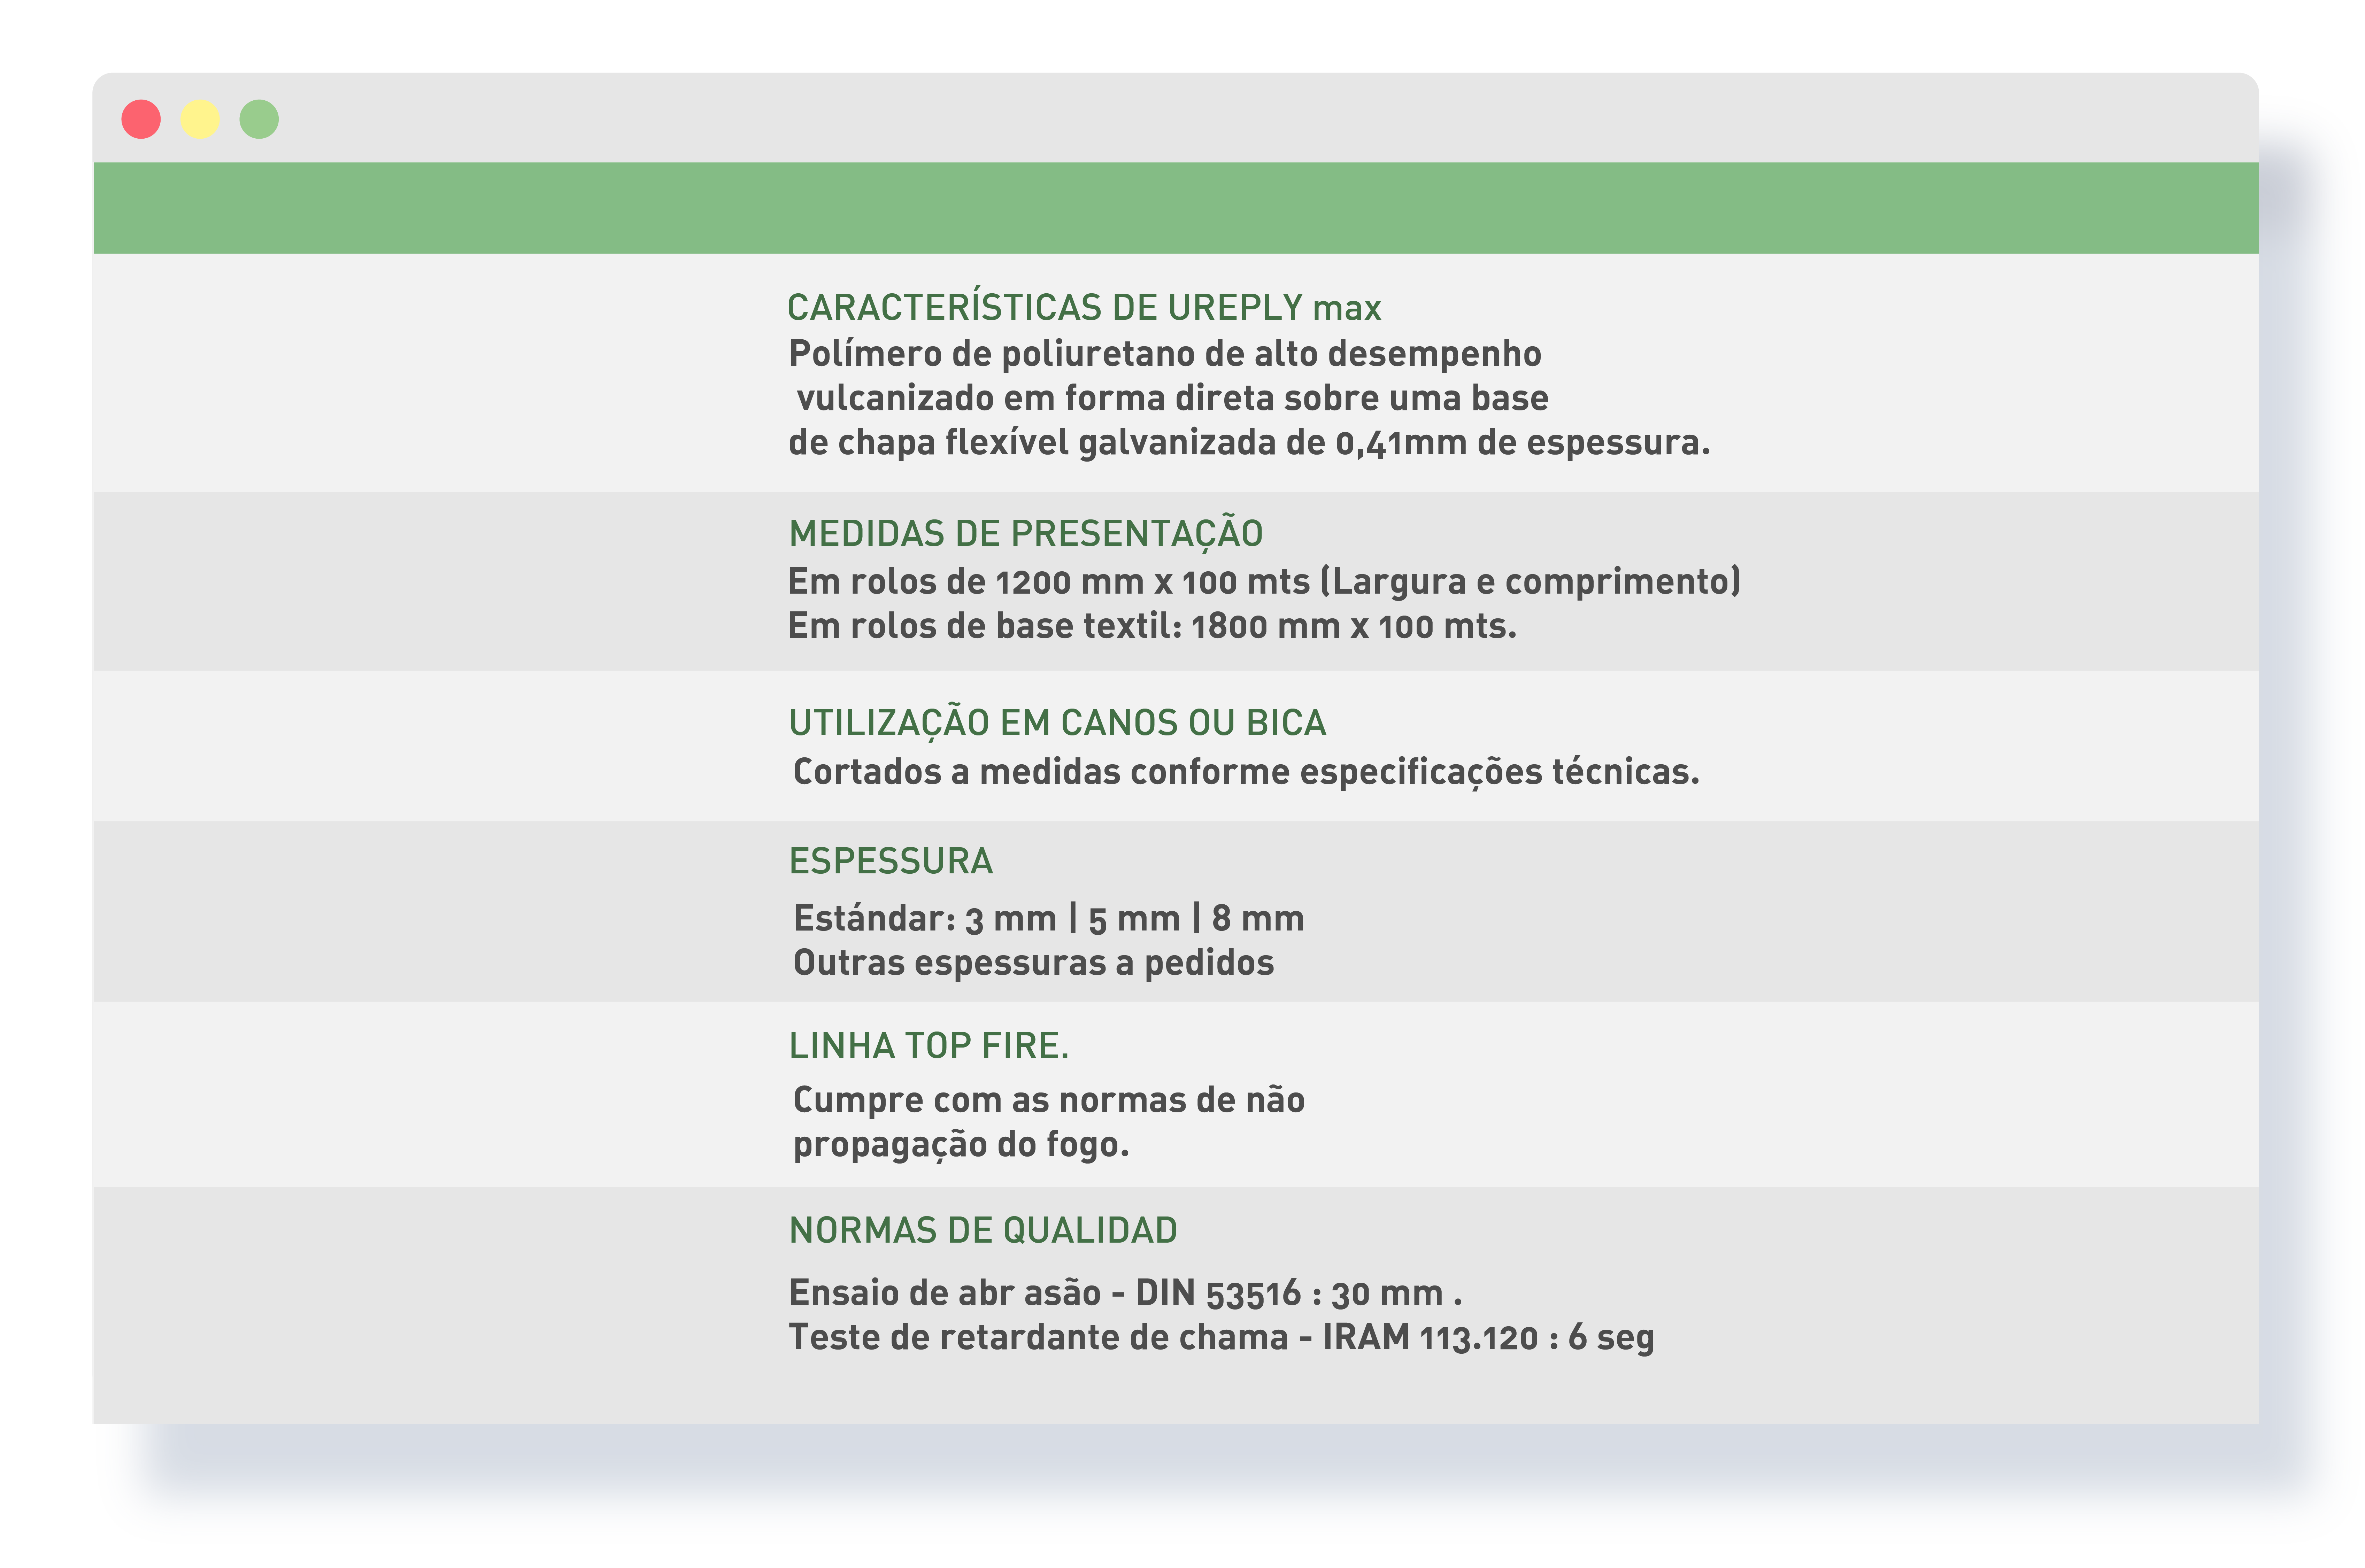 CARACTERÍSTICAS DE UREPLY max
Polímero de poliuretano de alto desempenho
vulcanizado em forma direta sobre uma base
de chapa flexível galvanizada de 0,41mm de espessura.
MEDIDAS DE PRESENTAÇÃO
Em rolos de 1200 mm x 100 mts (Largura e comprimento)
Em rolos de base textil: 1800 mm x 100 mts.
UTILIZAÇÃO EM CANOS OU BICA
Cortados a medidas conforme especificações técnicas.
ESPESSURA
Estándar: 3 mm | 5 mm | 8 mm
Outras espessuras a pedidos
LINHA TOP FIRE.
Cumpre com as normas de não
propagação do fogo.
NORMAS DE QUALIDAD
Ensaio de abr asão - DIN 53516 : 30 mm .
Teste de retardante de chama - IRAM 113.120 : 6 seg